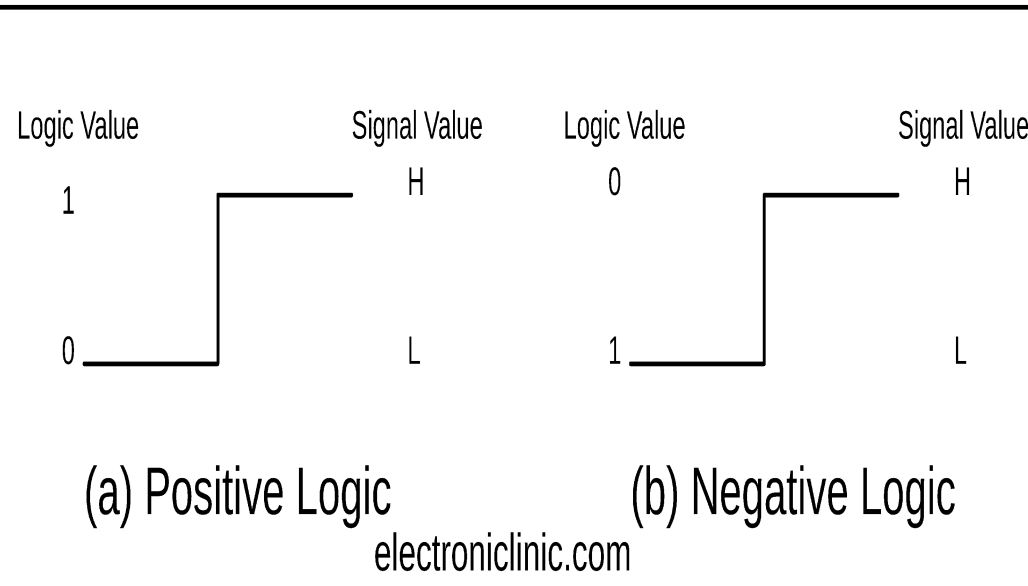 Logic Value Signal Value Logic Value Signal Value
1 H 0 H
0 L 1 L
(a) Positive Logic (b) Negative Logic
electroniclinic.com